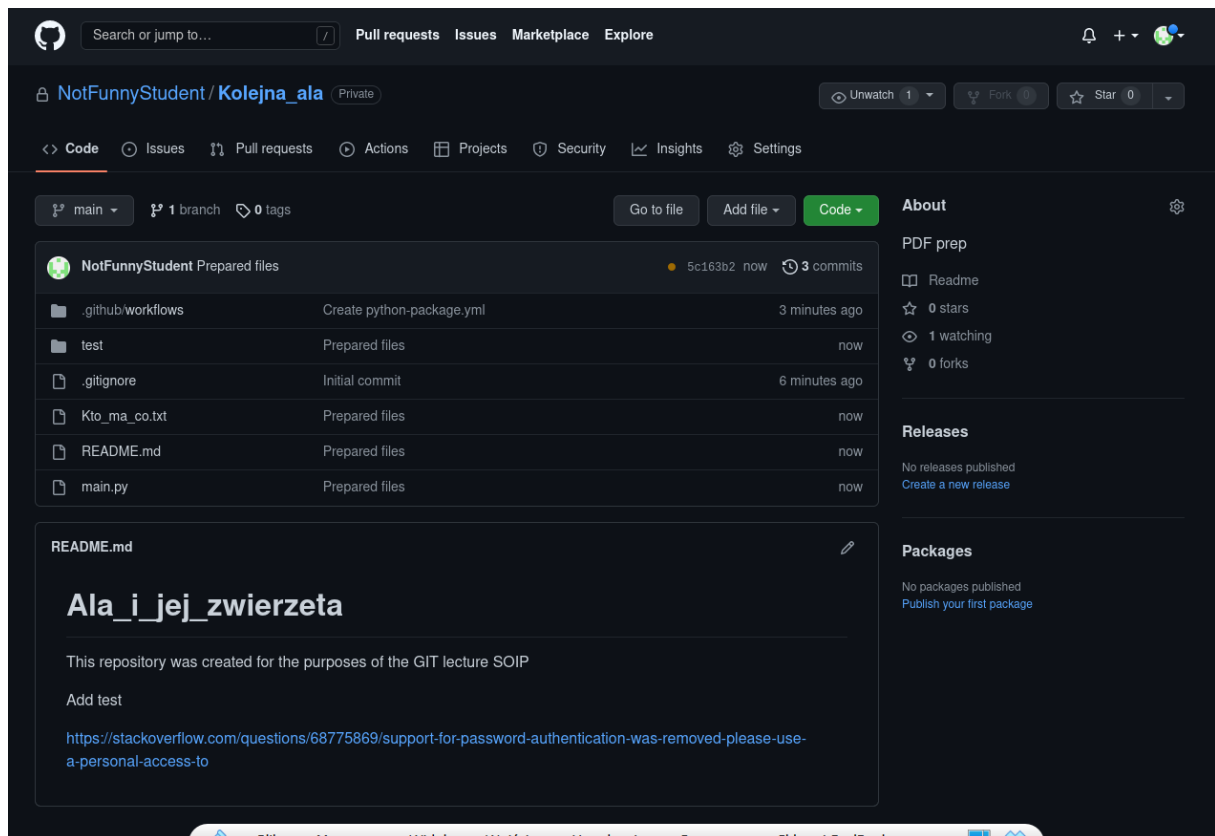 Search or jump to… / Pull requests Issues Marketplace Explore
NotFunnyStudent / Kolejna_ala Private
Unwatch 1 Fork 0 Star 0
Code Issues Pull requests Actions Projects Security Insights Settings
main 1 branch 0 tags Go to file Add file Code
NotFunnyStudent Prepared files 5c163b2 now 3 commits
.github/workflows Create python-package.yml 3 minutes ago
test Prepared files now
.gitignore Initial commit 6 minutes ago
Kto_ma_co.txt Prepared files now
README.md Prepared files now
main.py Prepared files now
README.md
Ala_i_jej_zwierzeta
This repository was created for the purposes of the GIT lecture SOIP
Add test
https://stackoverflow.com/questions/68775869/support-for-password-authentication-was-removed-please-use-
a-personal-access-to
About
PDF prep
Readme
0 stars
1 watching
0 forks
Releases
No releases published
Create a new release
Packages
No packages published
Publish your first package